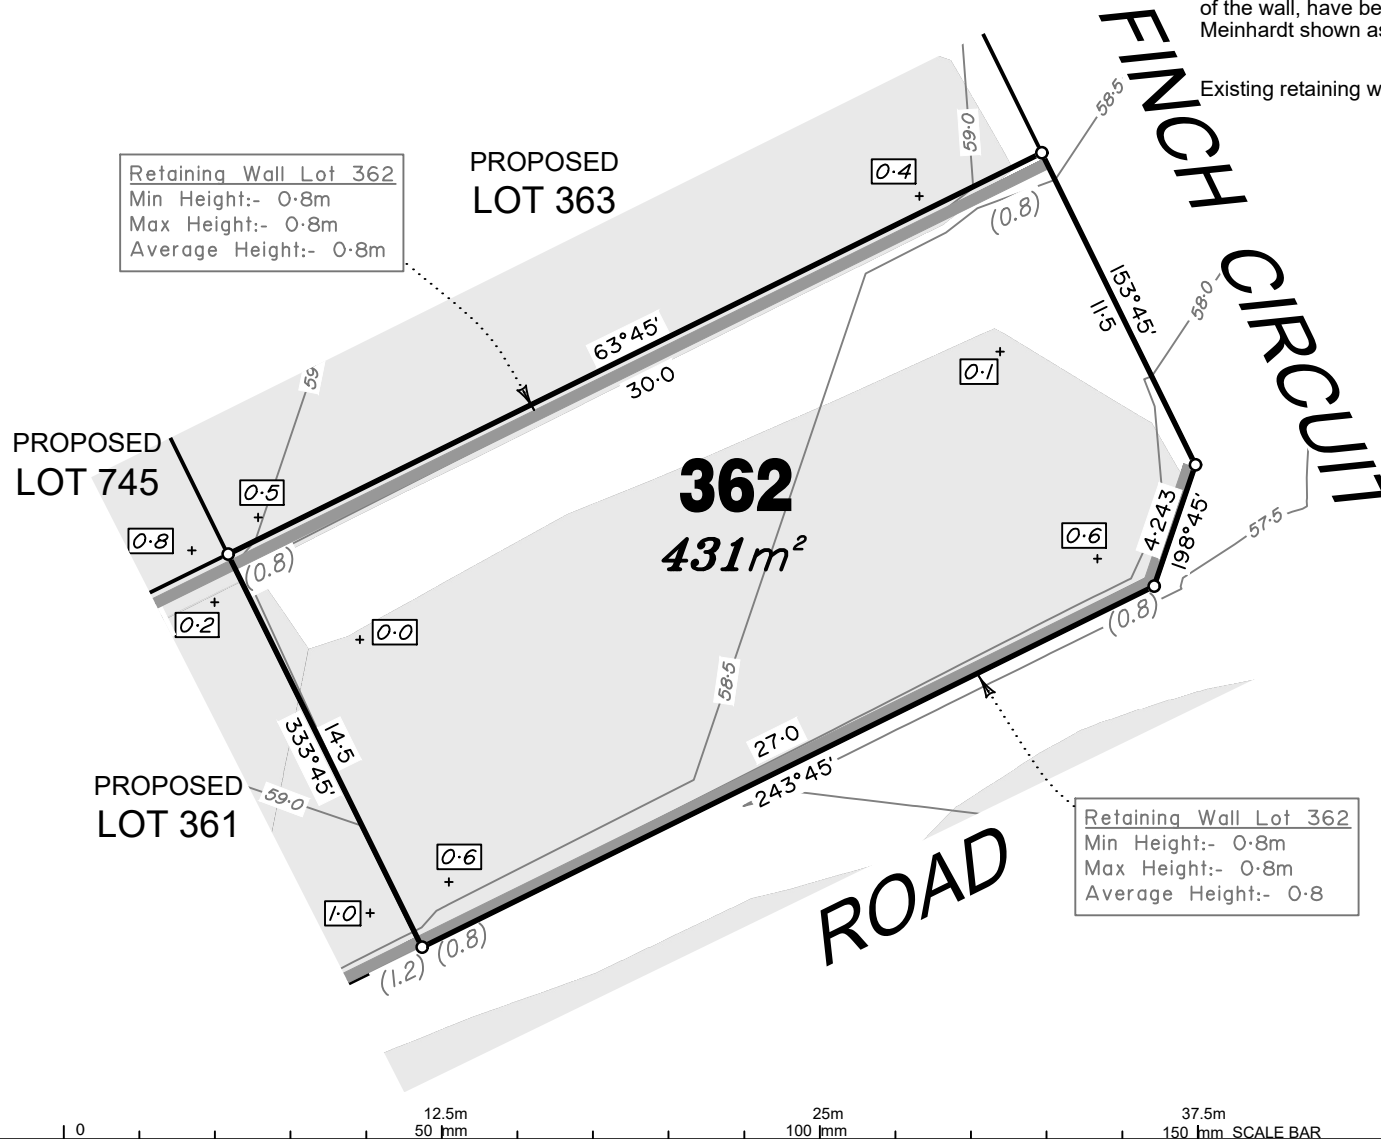 of the wall, have be
Meinhardt shown as
Existing retaining w
FINCH CIRCUIT
58·5
59·0
PROPOSED
LOT 363
0·4
Retaining Wall Lot 362
Min Height:- 0·8m
Max Height:- 0·8m
Average Height:- 0·8m
(0.8)
153°45'
11·5
58·0
63°45'
30·0
59
0·1
PROPOSED
LOT 745
0·5
0·8
(0.8)
0·2
0·0
362
431m²
4·243
198°45'
57·5
0·6
(0.8)
58·5
14·5
333°45'
27·0
243°45'
PROPOSED
LOT 361
59·0
0·6
1·0
(0.8)
(1.2)
ROAD
Retaining Wall Lot 362
Min Height:- 0·8m
Max Height:- 0·8m
Average Height:- 0·8
12.5m 25m 37.5m
0 50 mm 100 mm 150 mm SCALE BAR